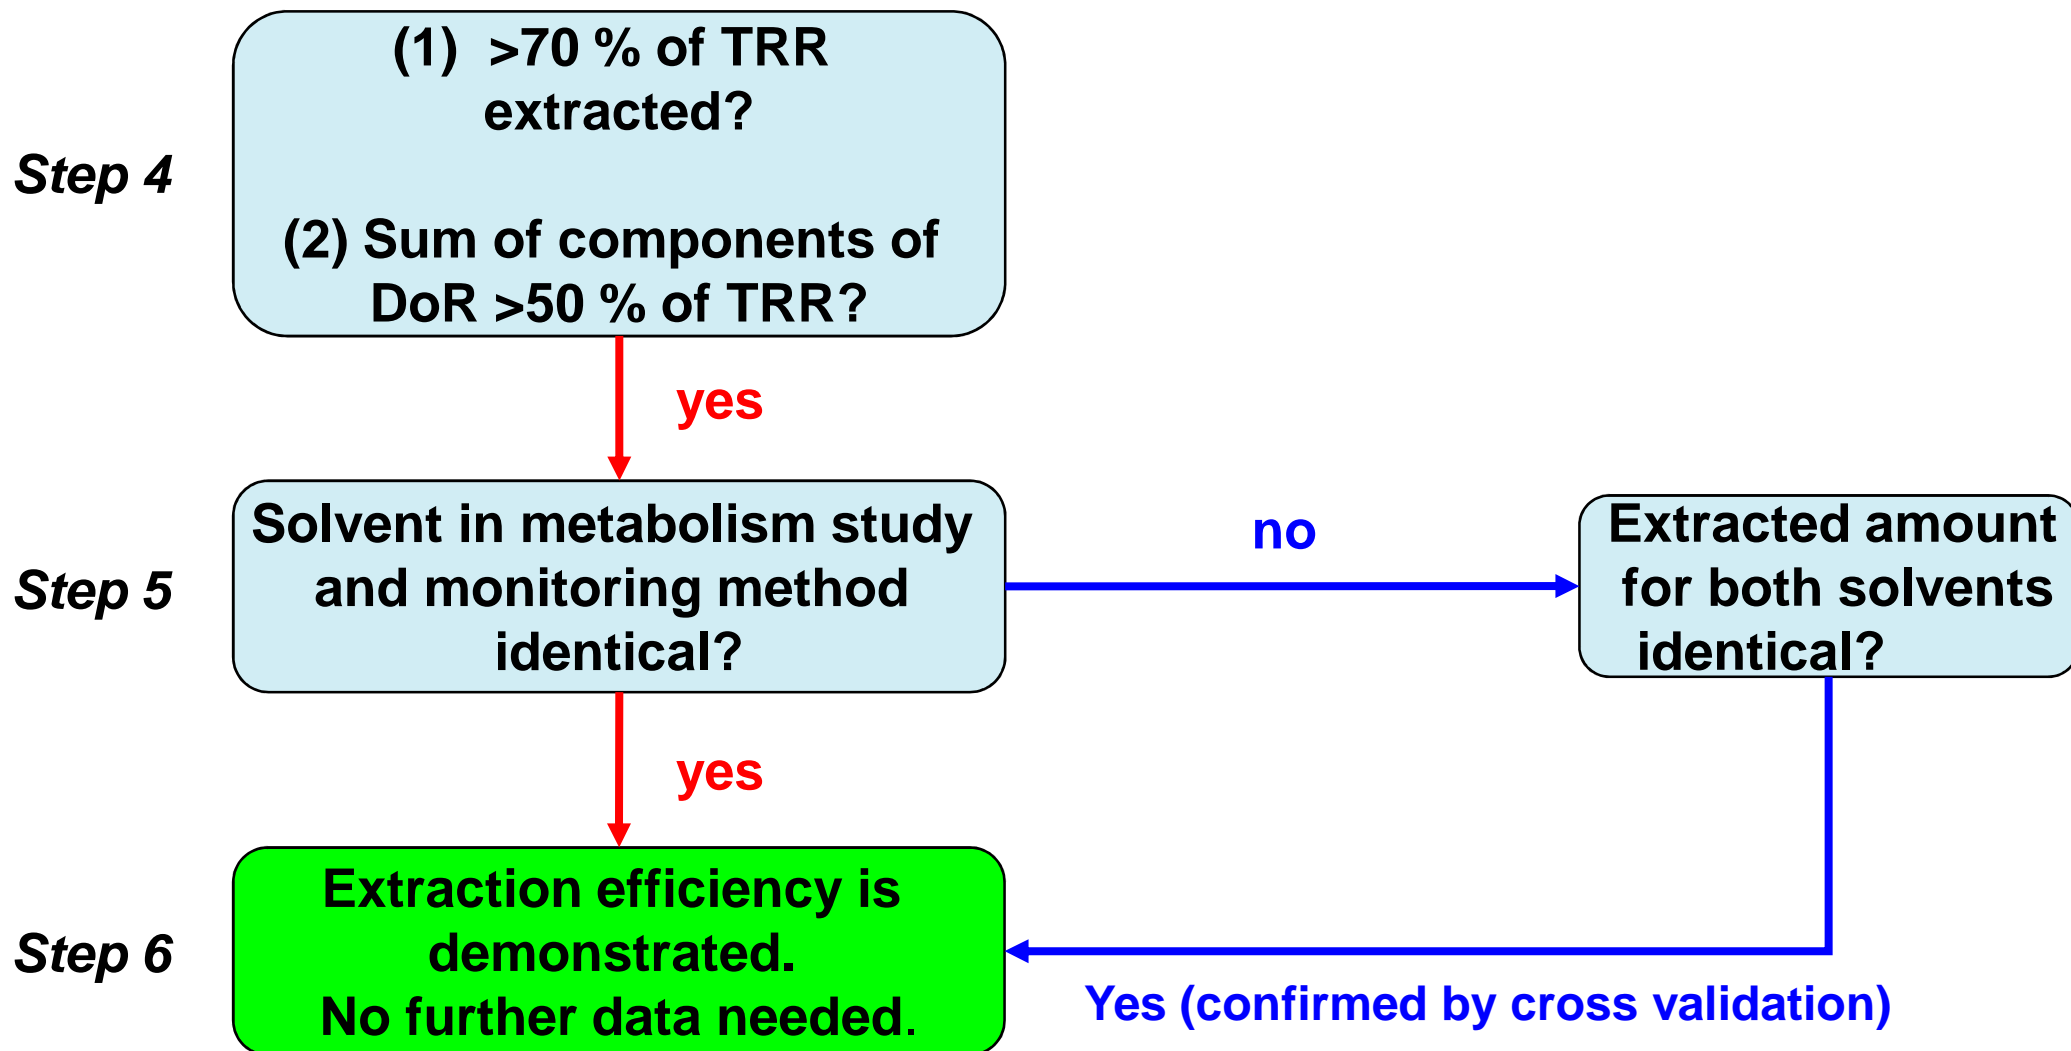 (1) >70 % of TRR
extracted?
Step 4
(2) Sum of components of
DoR >50 % of TRR?
yes
Solvent in metabolism study
and monitoring method
identical?
Step 5
no
Extracted amount
for both solvents
identical?
yes
Extraction efficiency is
demonstrated.
No further data needed.
Step 6
Yes (confirmed by cross validation)